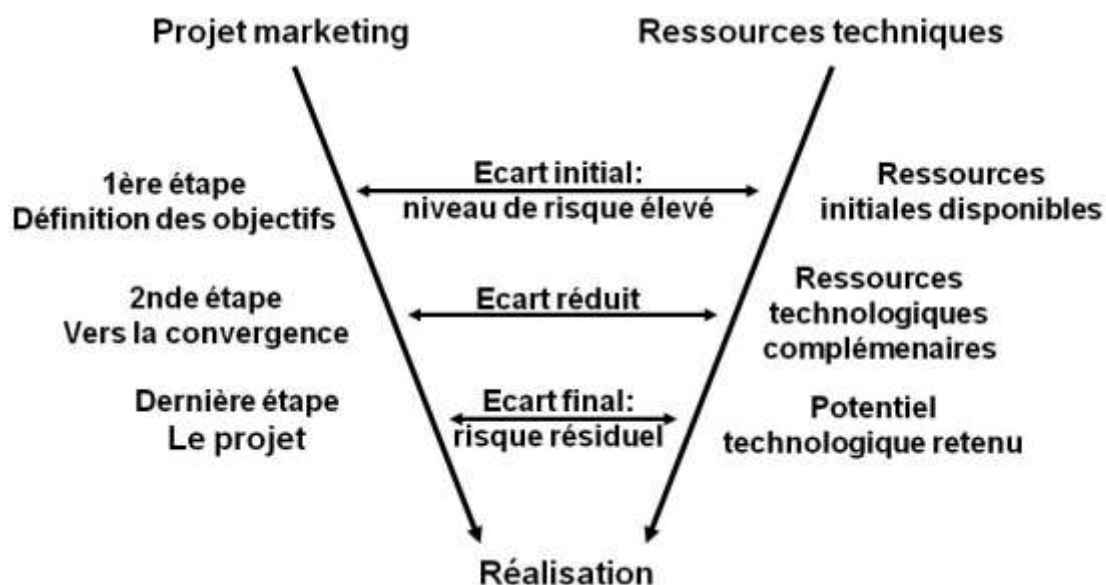 Projet marketing
Ressources techniques
1ère étape
Définition des objectifs
Ecart initial:
niveau de risque élevé
Ressources
initiales disponibles
2nde étape
Vers la convergence
Ecart réduit
Ressources
technologiques
complémenaires
Dernière étape
Le projet
Ecart final:
risque résiduel
Potentiel
technologique retenu
Réalisation